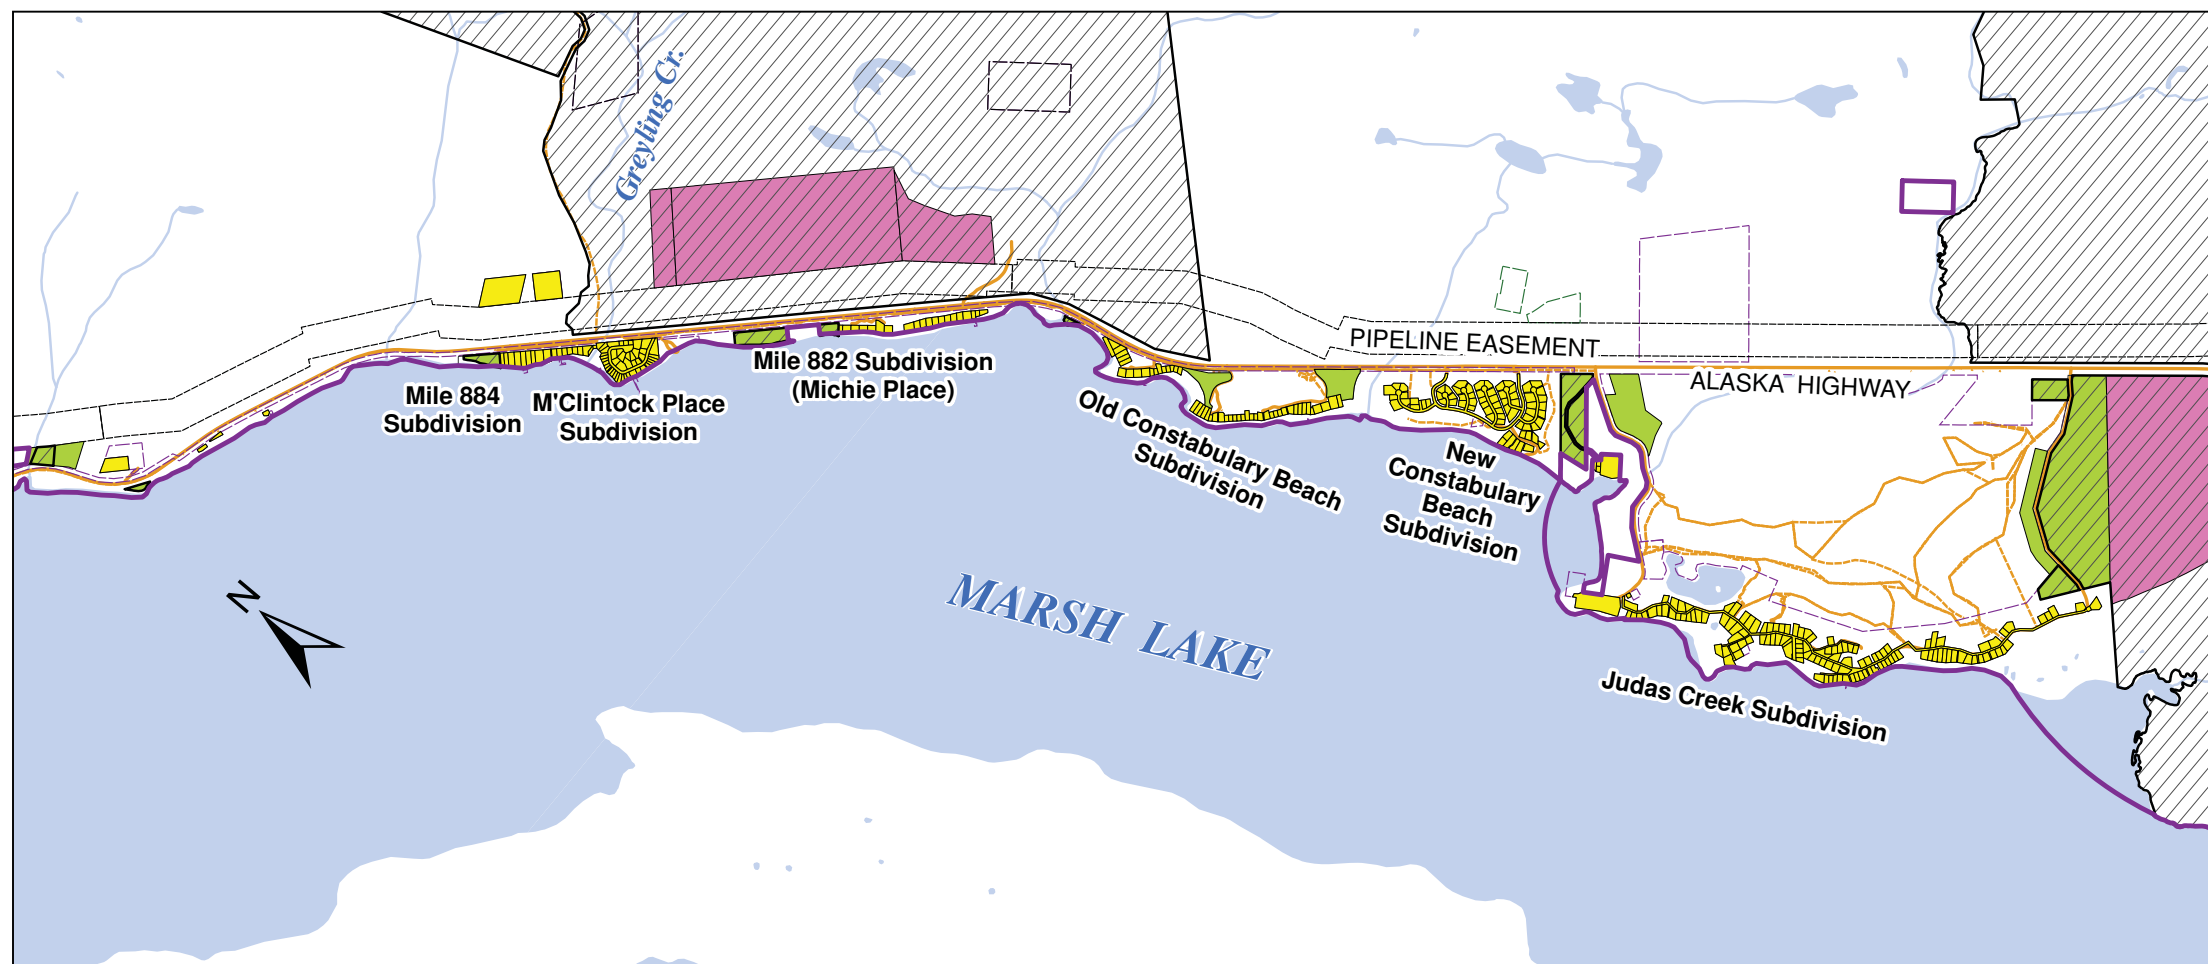 Greyling Cr.
PIPELINE EASEMENT
ALASKA HIGHWAY
Mile 884
Subdivision
M'Clintock Place
Subdivision
Mile 882 Subdivision
(Michie Place)
Old Constabulary Beach
Subdivision
New
Constabulary
Beach
Subdivision
N
MARSH LAKE
Judas Creek Subdivision